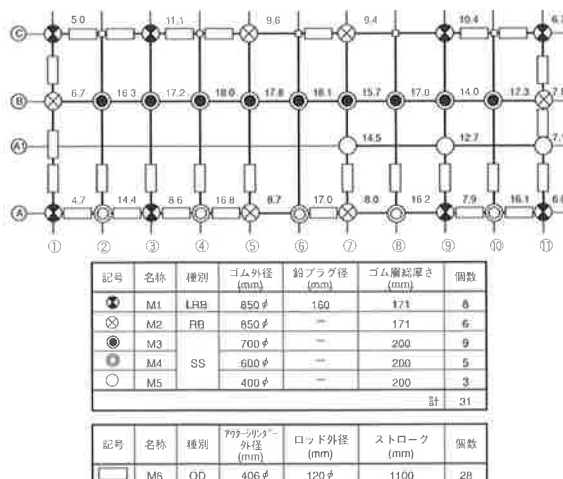 5.0 11.1 9.6 9.4 10.4 6.7
Ⓒ
Ⓑ 6.7 16.3 17.2 18.0 17.8 18.1 15.7 17.0 14.0 17.3
14.5 12.7
Ⓐ 4.7 14.4 8.6 16.8 8.7 17.0 8.0 16.2 7.9 16.1
① ② ③ ④ ⑤ ⑥ ⑦ ⑧ ⑨ ⑩ ⑪
記号 名称 種別 ゴム外径(mm) 鉛プラグ径(mm) ゴム層総厚さ(mm) 個数
M1 LRB 850φ 160 171 8
M2 RB 850φ - 171 6
M3 SS 700φ - 200 9
M4 600φ - 200 5
M5 400φ - 200 3
計 31
記号 名称 種別 アウターシリンダー外径(mm) ロッド外径(mm) ストローク(mm) 個数
M6 OD 406φ 120φ 1100 28